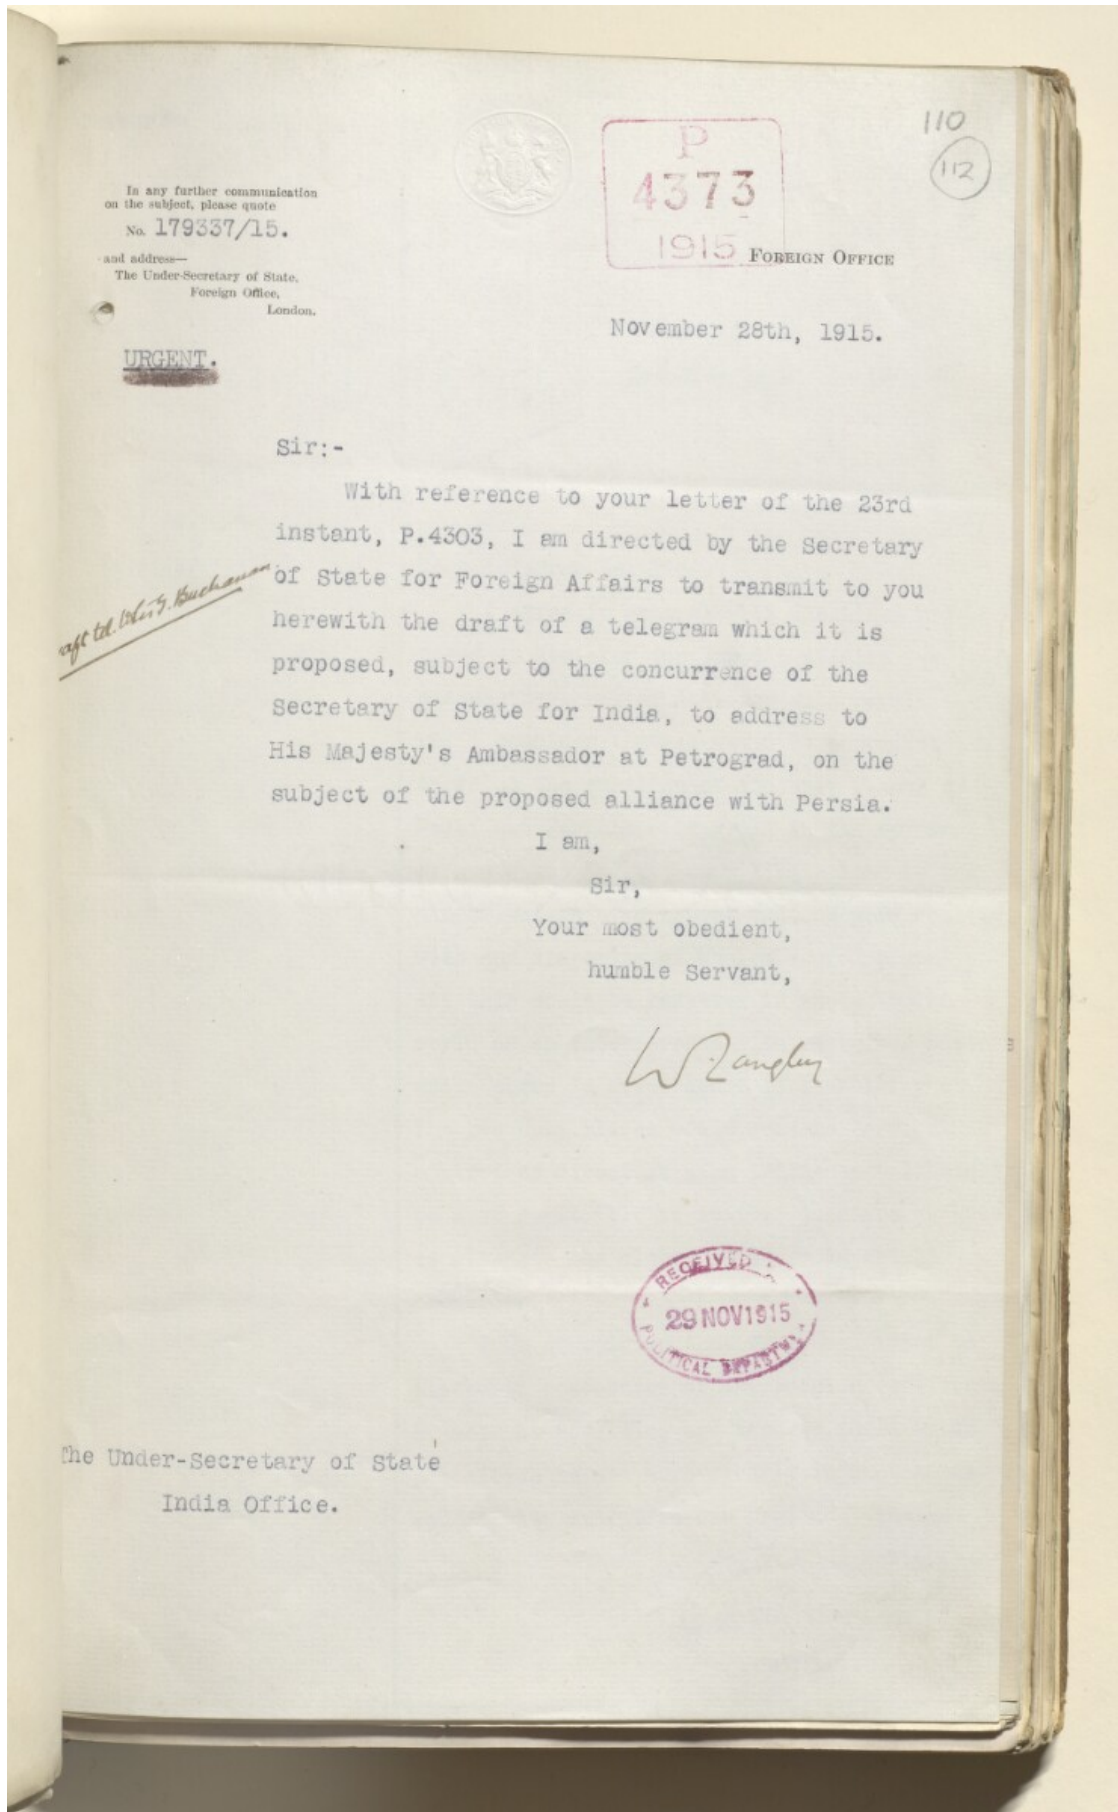 110
112
P
4373
1915
In any further communication
on the subject, please quote
No. 179337/15.
and address—
The Under-Secretary of State,
Foreign Office,
London.
FOREIGN OFFICE
November 28th, 1915.
URGENT.
Sir:-
With reference to your letter of the 23rd
instant, P.4303, I am directed by the Secretary
of State for Foreign Affairs to transmit to you
herewith the draft of a telegram which it is
proposed, subject to the concurrence of the
Secretary of State for India, to address to
His Majesty's Ambassador at Petrograd, on the
subject of the proposed alliance with Persia.
Buchanan
I am,
Sir,
Your most obedient,
humble Servant,
W Langley
RECEIVED
29 NOV 1915
POLITICAL DEPARTMT
The Under-Secretary of State
India Office.